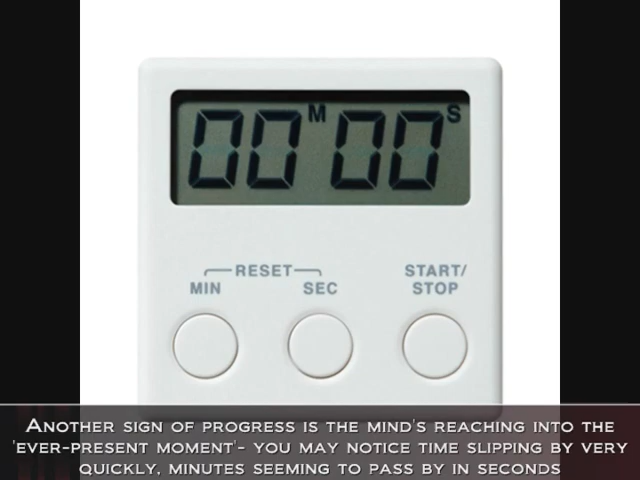 00 M 00 S
RESET
MIN SEC
START/
STOP
ANOTHER SIGN OF PROGRESS IS THE MIND'S REACHING INTO THE
'EVER-PRESENT MOMENT'- YOU MAY NOTICE TIME SLIPPING BY VERY
QUICKLY, MINUTES SEEMING TO PASS BY IN SECONDS